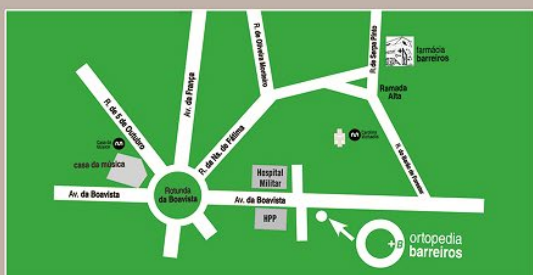 R. de Oliveira Monteiro
R. de Serpa Pinto
farmácia
barreiros
Av. da França
Ramada
Alta
R. de 5 de Outubro
R. de Nª. de Fátima
casa da música
Hospital
Militar
Rotunda
da Boavista
Av. da Boavista
Av. da Boavista
HPP
+B
ortopedia
barreiros